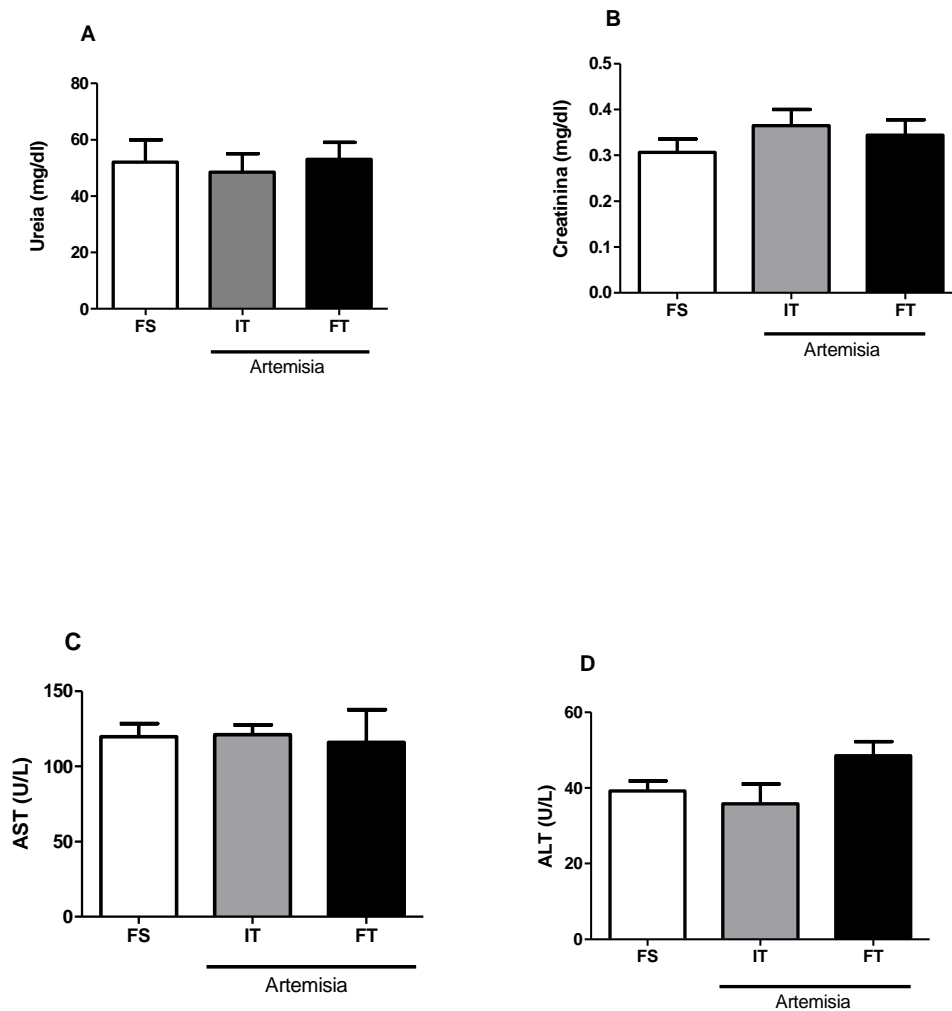 A
Ureia (mg/dl)
80
60
40
20
0
FS IT FT
Artemisia
B
Creatinina (mg/dl)
0.5
0.4
0.3
0.2
0.1
0.0
FS IT FT
Artemisia
C
AST (U/L)
150
100
50
0
FS IT FT
Artemisia
D
ALT (U/L)
60
40
20
0
FS IT FT
Artemisia